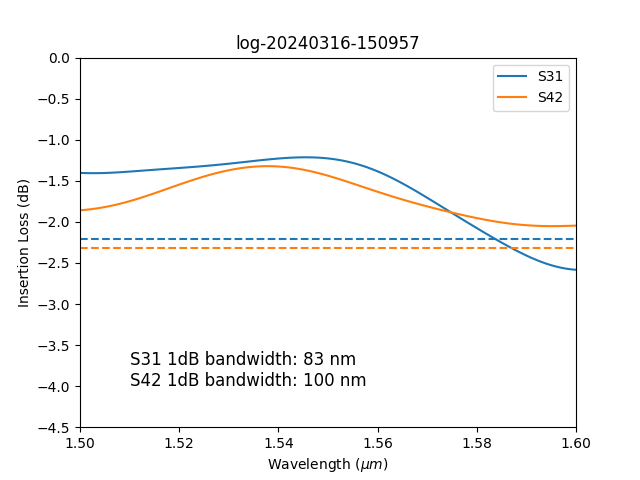 log-20240316-150957
S31
S42
Insertion Loss (dB)
0.0
−0.5
−1.0
−1.5
−2.0
−2.5
−3.0
−3.5
−4.0
−4.5
S31 1dB bandwidth: 83 nm
S42 1dB bandwidth: 100 nm
1.50 1.52 1.54 1.56 1.58 1.60
Wavelength (μm)